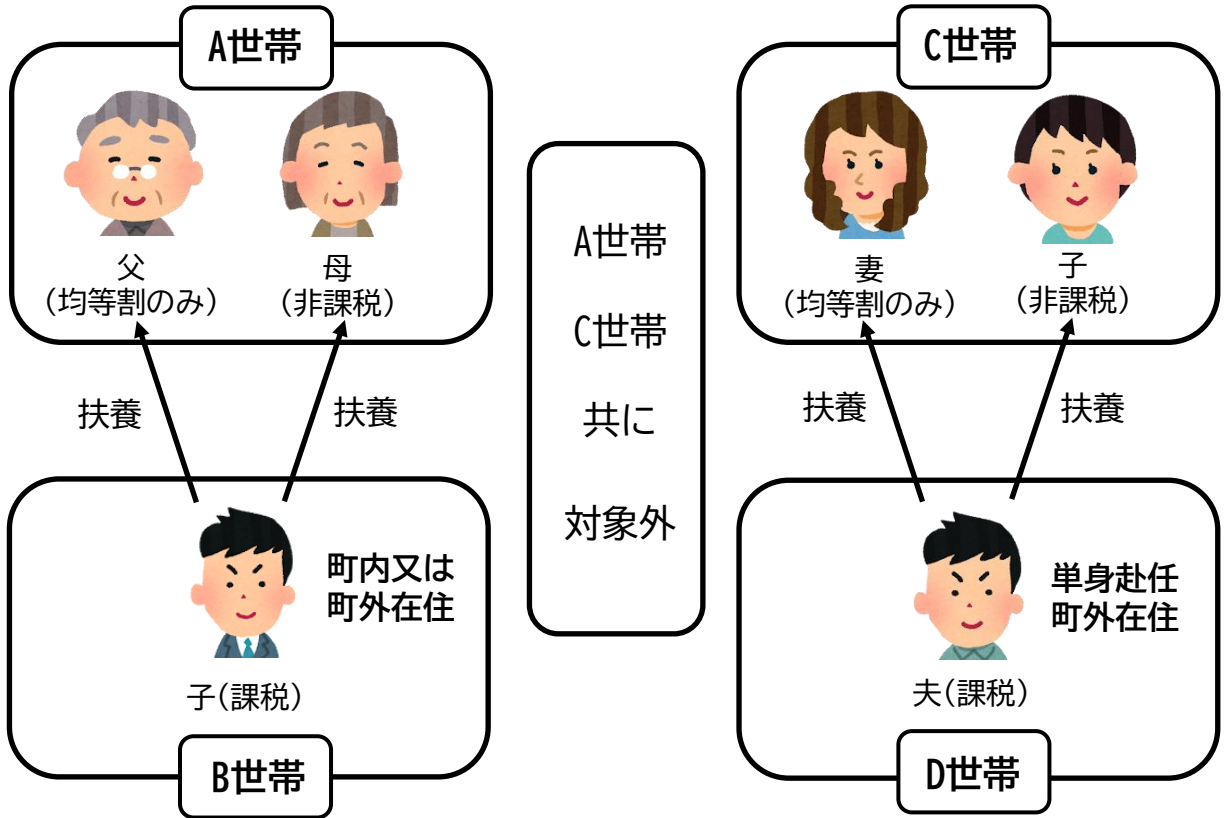 A世帯
父
(均等割のみ)
母
(非課税)
扶養
扶養
町内又は
町外在住
子(課税)
B世帯
A世帯
C世帯
共に
対象外
C世帯
妻
(均等割のみ)
子
(非課税)
扶養
扶養
単身赴任
町外在住
夫(課税)
D世帯